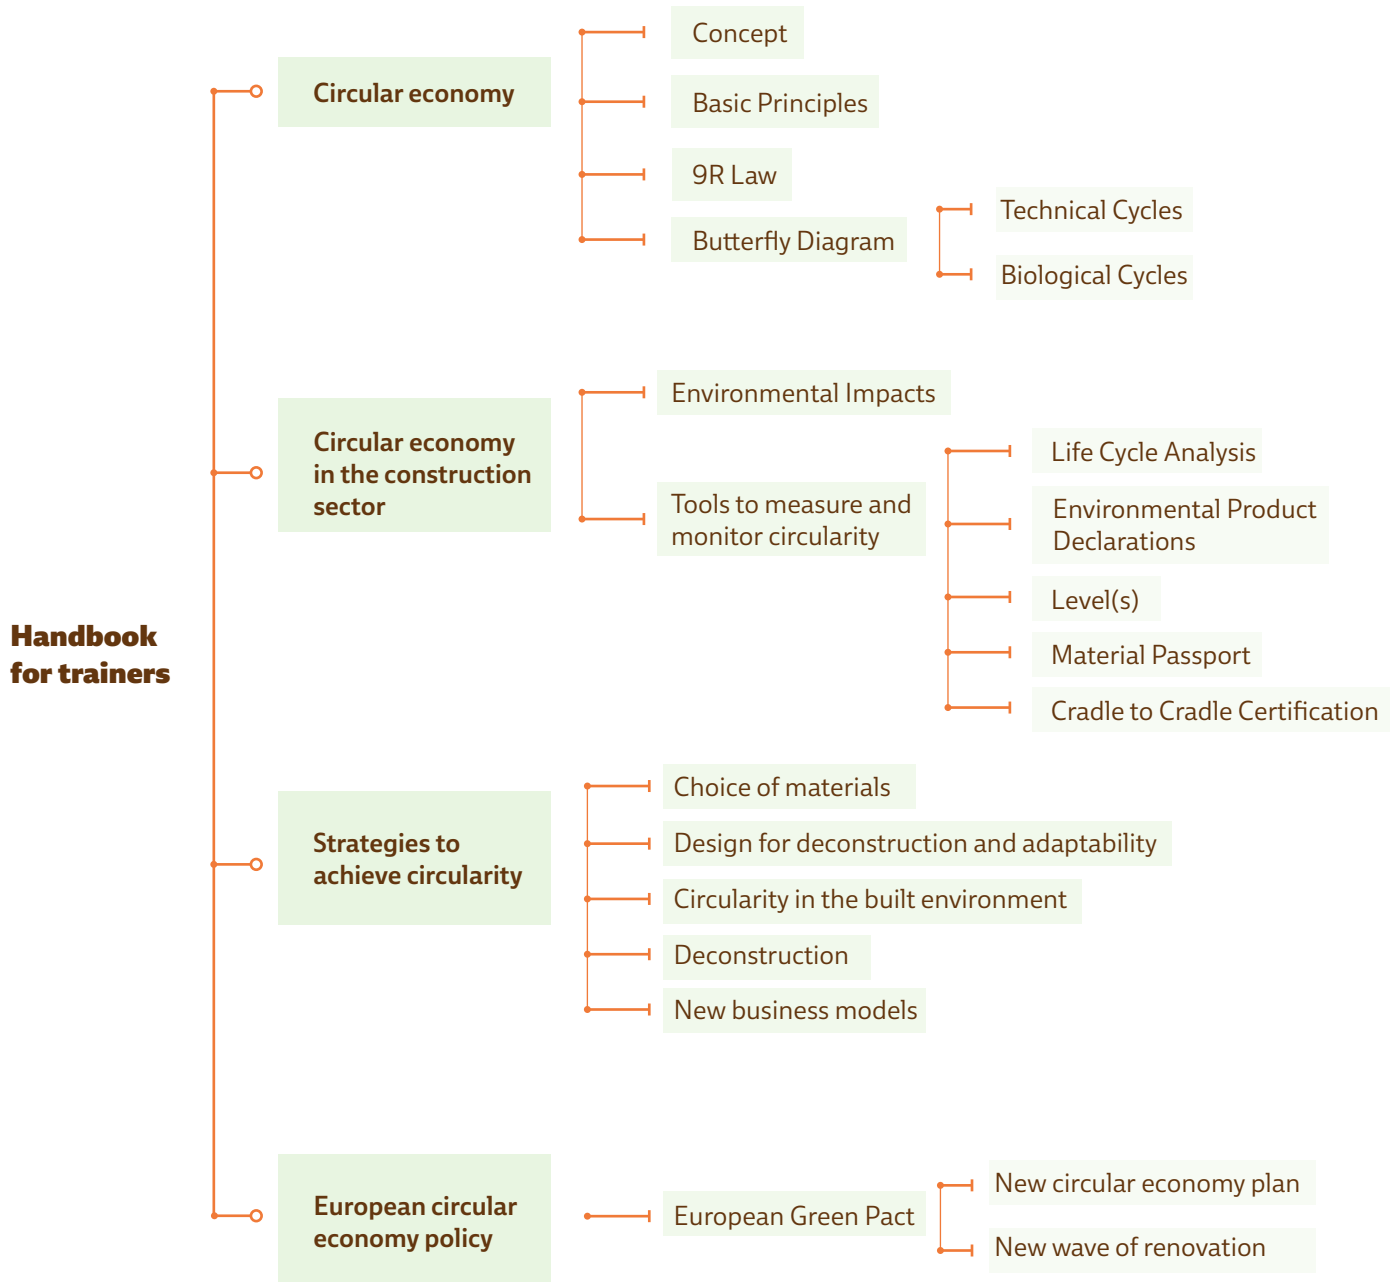 Handbook
for trainers
Circular economy
Concept
Basic Principles
9R Law
Butterfly Diagram
Technical Cycles
Biological Cycles
Circular economy
in the construction
sector
Environmental Impacts
Tools to measure and
monitor circularity
Life Cycle Analysis
Environmental Product
Declarations
Level(s)
Material Passport
Cradle to Cradle Certification
Strategies to
achieve circularity
Choice of materials
Design for deconstruction and adaptability
Circularity in the built environment
Deconstruction
New business models
European circular
economy policy
European Green Pact
New circular economy plan
New wave of renovation